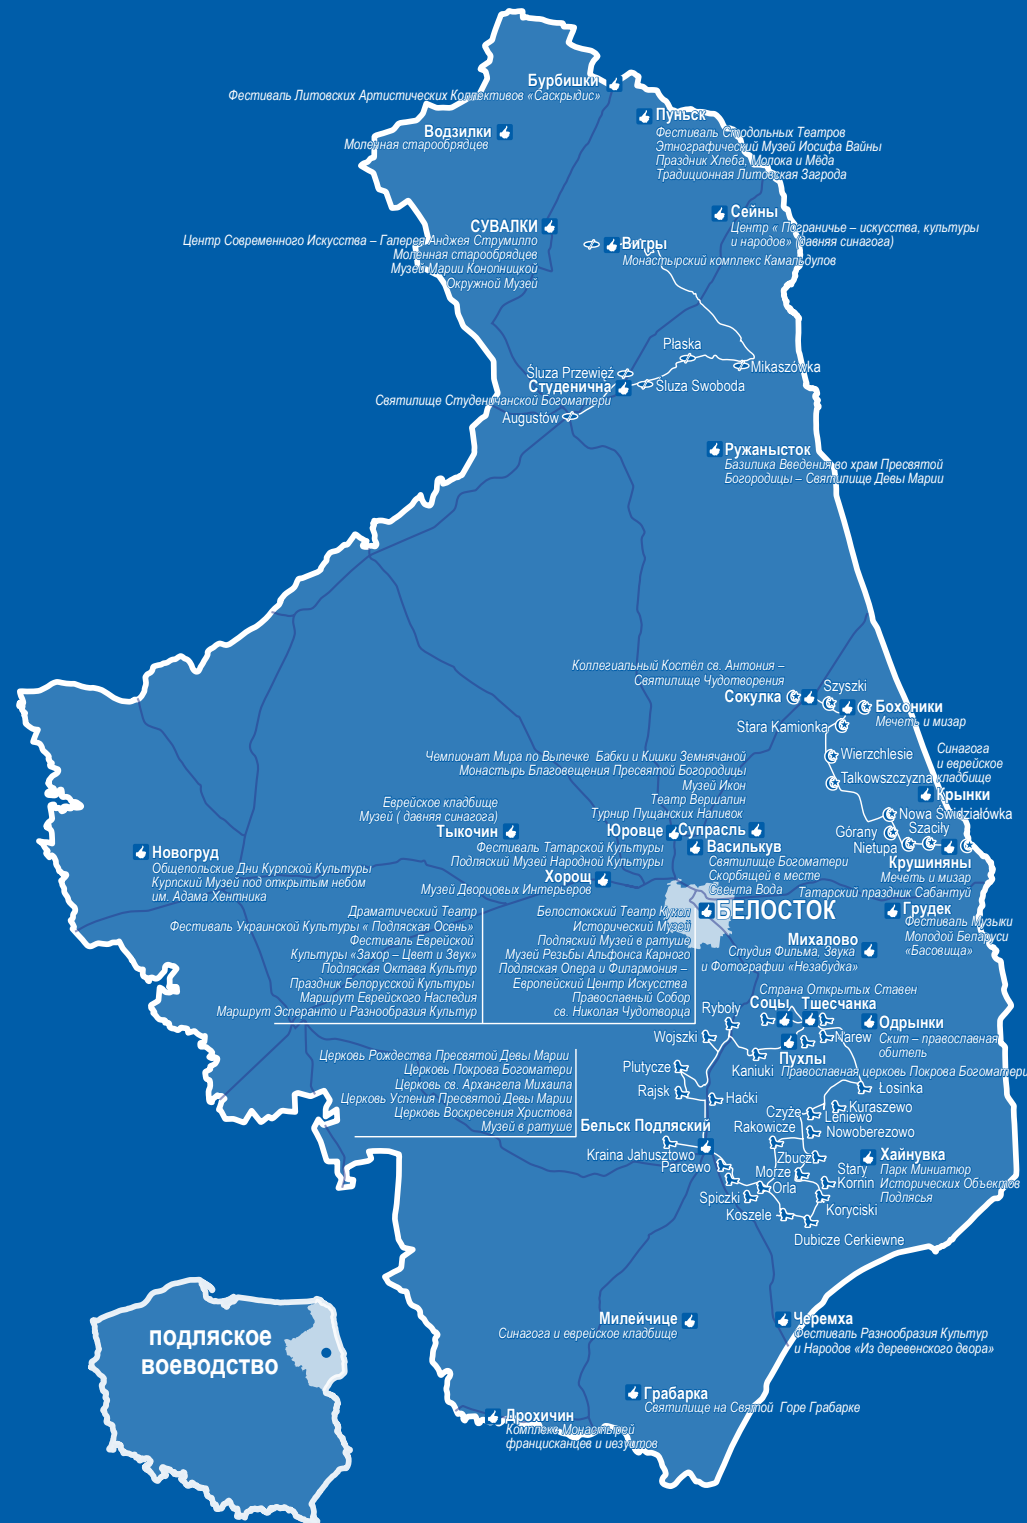 Бурбишки
Фестиваль Литовских Артистических Коллективов «Саскрыдис»
Пуньск
Фестиваль Стодольных Театров
Этнографический Музей Иосифа Вайны
Праздник Хлеба, Молока и Мёда
Традиционная Литовская Загрода
Водзилки
Моленная старообрядцев
Сейны
Центр « Пограничье – искусства, культуры
и народов» (давняя синагога)
СУВАЛКИ
Центр Современного Искусства – Галерея Анджея Струмилло
Моленная старообрядцев
Музей Марии Конопницкой
Окружной Музей
Вигры
Монастырский комплекс Камальдулов
Płaska
Mikaszówka
Śluza Przewięź
Студенична
Śluza Swoboda
Святилище Студеничанской Богоматери
Augustów
Ружанысток
Базилика Введения во храм Пресвятой
Богородицы – Святилище Девы Марии
Коллегиальный Костёл св. Антония –
Святилище Чудотворения
Сокулка
Szyszki
Бохоники
Мечеть и мизар
Stara Kamionka
Wierzchlesie
Talkowszczyzna
Синагога
и еврейское
кладбище
Крынки
Nowa Świdziałówka
Górany
Szaciły
Nietupa
Крушиняны
Мечеть и мизар
Татарский праздник Сабантуй
Чемпионат Мира по Выпечке Бабки и Кишки Земнячаной
Монастырь Благовещения Пресвятой Богородицы
Музей Икон
Театр Вершалин
Турнир Пущанских Наливок
Супрасль
Еврейское кладбище
Музей ( давняя синагога)
Тыкочин
Юровце
Фестиваль Татарской Культуры
Подляский Музей Народной Культуры
Васильув
Святилище Богоматери
Скорбящей в месте
Свента Вода
Хорощ
Музей Дворцовых Интерьеров
Новогруд
Общепольские Дни Курпской Культуры
Курпский Музей под открытым небом
им. Адама Хентника
БЕЛОСТОК
Драматический Театр
Фестиваль Украинской Культуры « Подляская Осень»
Фестиваль Еврейской
Культуры «Захор – Цвет и Звук»
Подляская Октава Культур
Праздник Белорусской Культуры
Маршрут Еврейского Наследия
Маршрут Эсперанто и Разнообразия Культур
Белостокский Театр Кукол
Исторический Музей
Подляский Музей в ратуше
Музей Резьбы Альфонса Карного
Подляская Опера и Филармония –
Европейский Центр Искусства
Православный Собор
св. Николая Чудотворца
Грудек
Фестиваль Музыки
Молодой Беларуси
«Басовища»
Михалово
Студия Фильма, Звука
и Фотографии «Незабудка»
Страна Открытых Ставен
Соцы
Тшесчанка
Ryboły
Wojszki
Narew
Одрынки
Скит – православная
обитель
Пухлы
Православная церковь Покрова Богоматери
Kaniuki
Plutycze
Rajsk
Haćki
Łosinka
Kuraszewo
Czyże
Leniewo
Rakowicze
Nowoberezowo
Церковь Рождества Пресвятой Девы Марии
Церковь Покрова Богоматери
Церковь св. Архангела Михаила
Церковь Успения Пресвятой Девы Марии
Церковь Воскресения Христова
Музей в ратуше
Бельск Подляский
Kraina Jahusztowo
Parcewo
Zbucz
Хайнувка
Парк Миниатюр
Исторических Объектов
Подлясья
Morze
Stary
Kornin
Orla
Spiczki
Koszele
Koryciski
Dubicze Cerkiewne
Милейчице
Синагога и еврейское кладбище
Черемха
Фестиваль Разнообразия Культур
и Народов «Из деревенского двора»
Грабарка
Святилище на Святой Горе Грабарке
Дрохичин
Комплекс Монастырей
францисканцев и иезуитов
подляское
воеводство